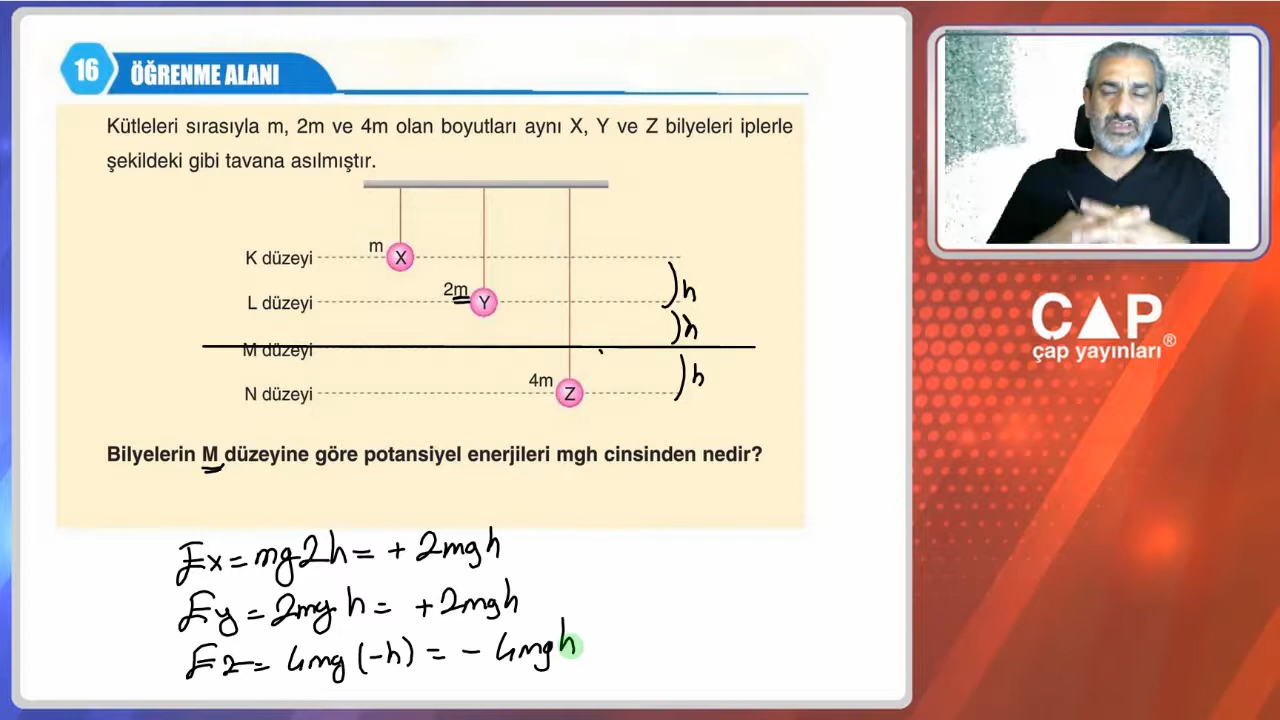 16 ÖĞRENME ALANI
Kütleleri sırasıyla m, 2m ve 4m olan boyutları aynı X, Y ve Z bilyeleri iplerle
şekildeki gibi tavana asılmıştır.
K düzeyi m X
h
L düzeyi 2m Y
h
M düzeyi
h
N düzeyi 4m Z
Bilyelerin M düzeyine göre potansiyel enerjileri mgh cinsinden nedir?
Ex = mg2h = + 2mgh
Ey = 2mg. h = +2mgh
Ez = 4mg (-h) = - 4mgh
ÇAP
çap yayınları®